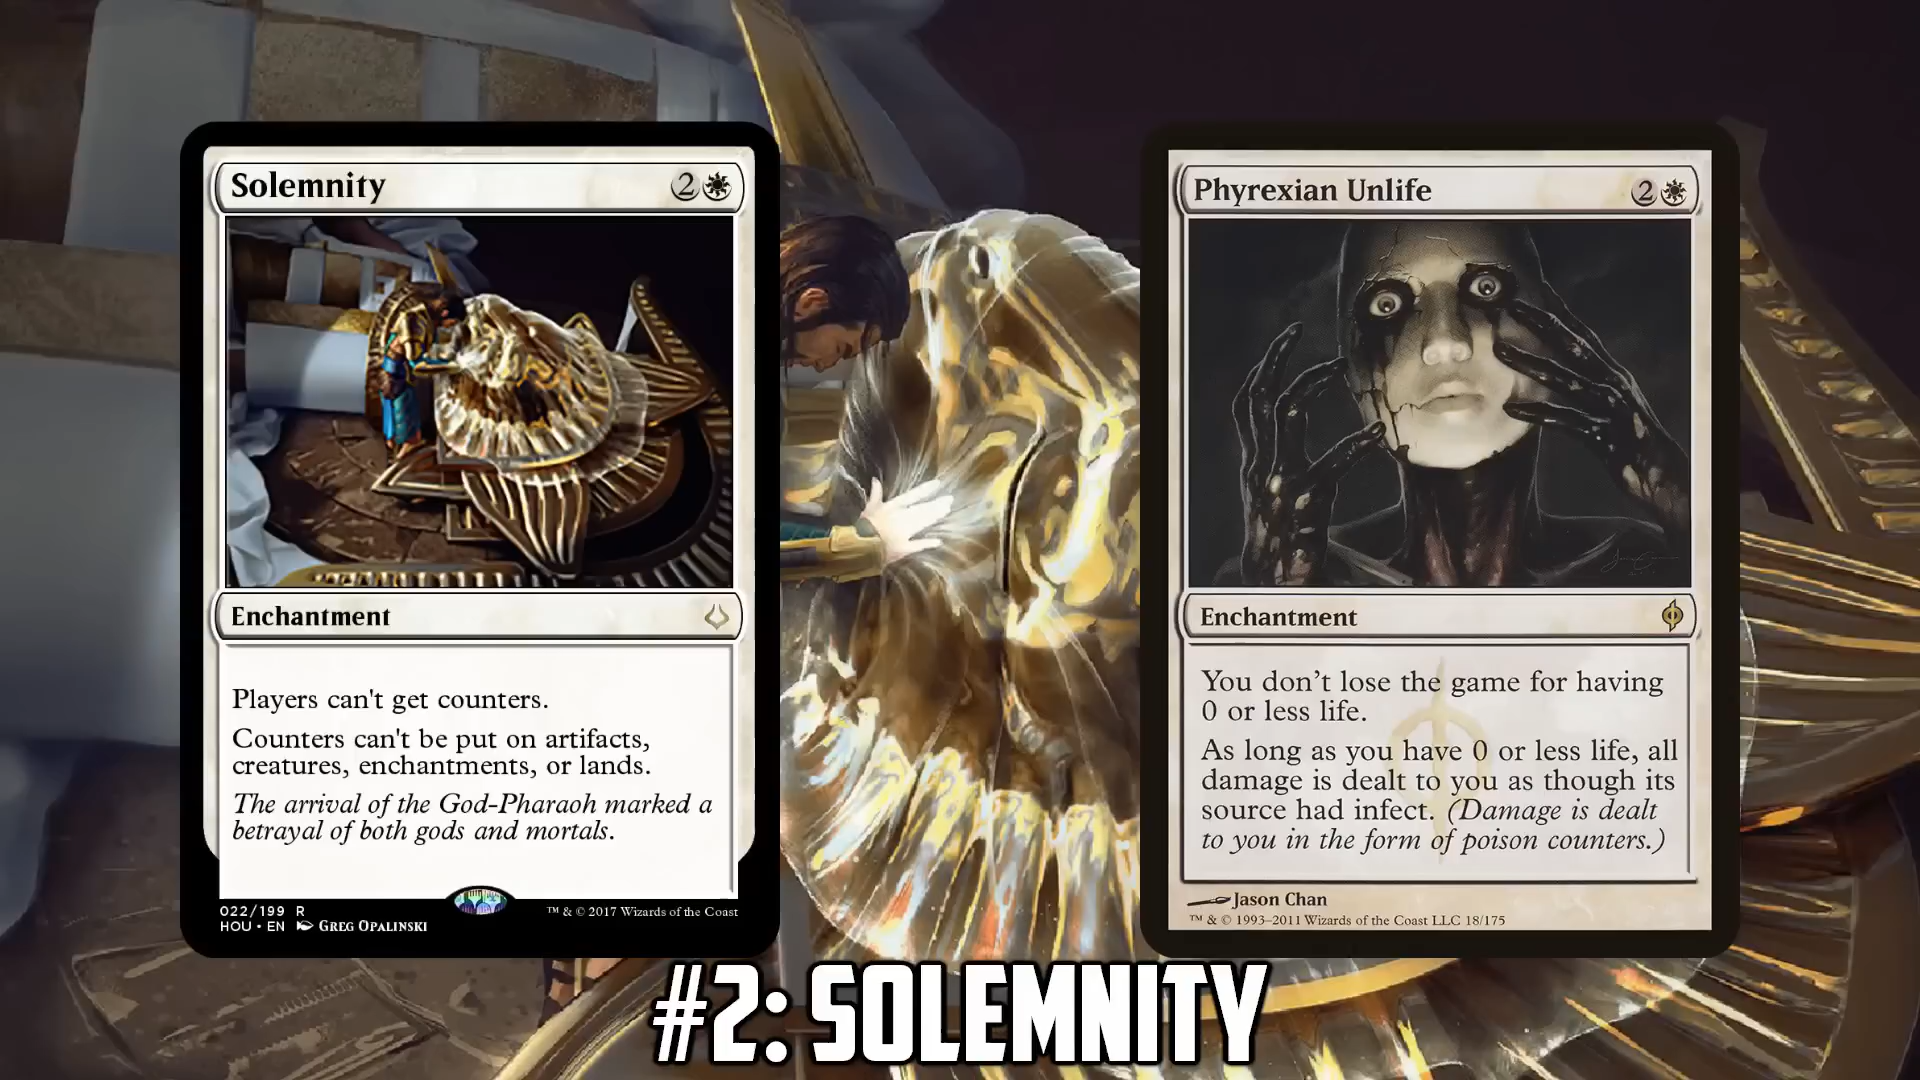 Solemnity 2
Enchantment
Players can't get counters.
Counters can't be put on artifacts,
creatures, enchantments, or lands.
The arrival of the God-Pharaoh marked a
betrayal of both gods and mortals.
022/199 R
HOU • EN GREG OPALINSKI
™ & © 2017 Wizards of the Coast
Phyrexian Unlife 2
Enchantment
You don't lose the game for having
0 or less life.
As long as you have 0 or less life, all
damage is dealt to you as though its
source had infect. (Damage is dealt
to you in the form of poison counters.)
Jason Chan
™ & © 1993–2011 Wizards of the Coast LLC 18/175
#2: SOLEMNITY